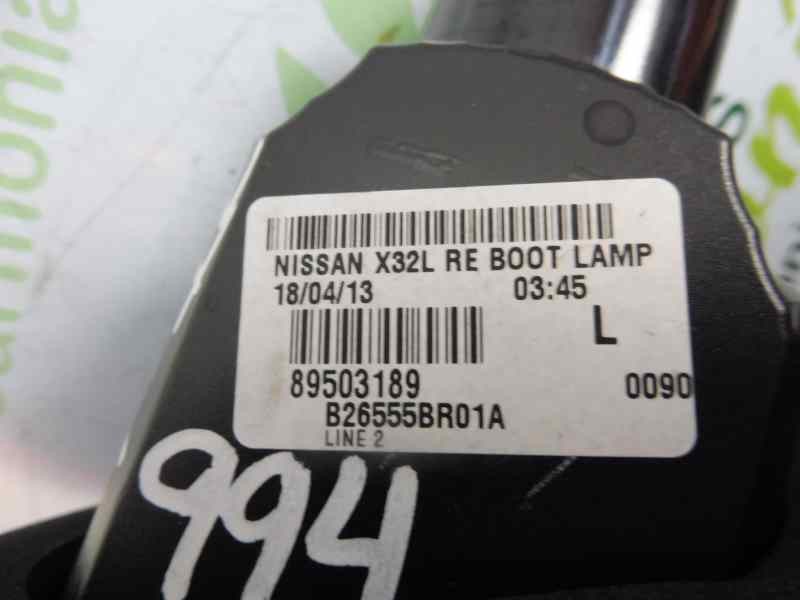 NISSAN X32L RE BOOT LAMP
18/04/13 03:45
L
89503189 0090
B26555BR01A
LINE 2
994